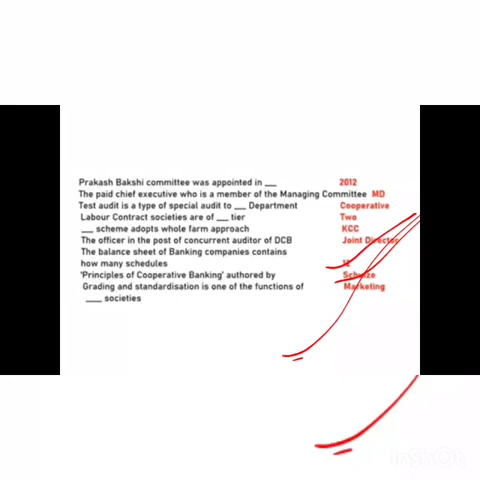 Prakash Bakshi committee was appointed in ___ 2012
The paid chief executive who is a member of the Managing Committee MD
Test audit is a type of special audit to ___ Department Cooperative
Labour Contract societies are of ___ tier Two
___ scheme adopts whole farm approach KCC
The officer in the post of concurrent auditor of DCB Joint Director
The balance sheet of Banking companies contains
how many schedules 12
'Principles of Cooperative Banking' authored by Schulze
Grading and standardisation is one of the functions of Marketing
____ societies
InShOt